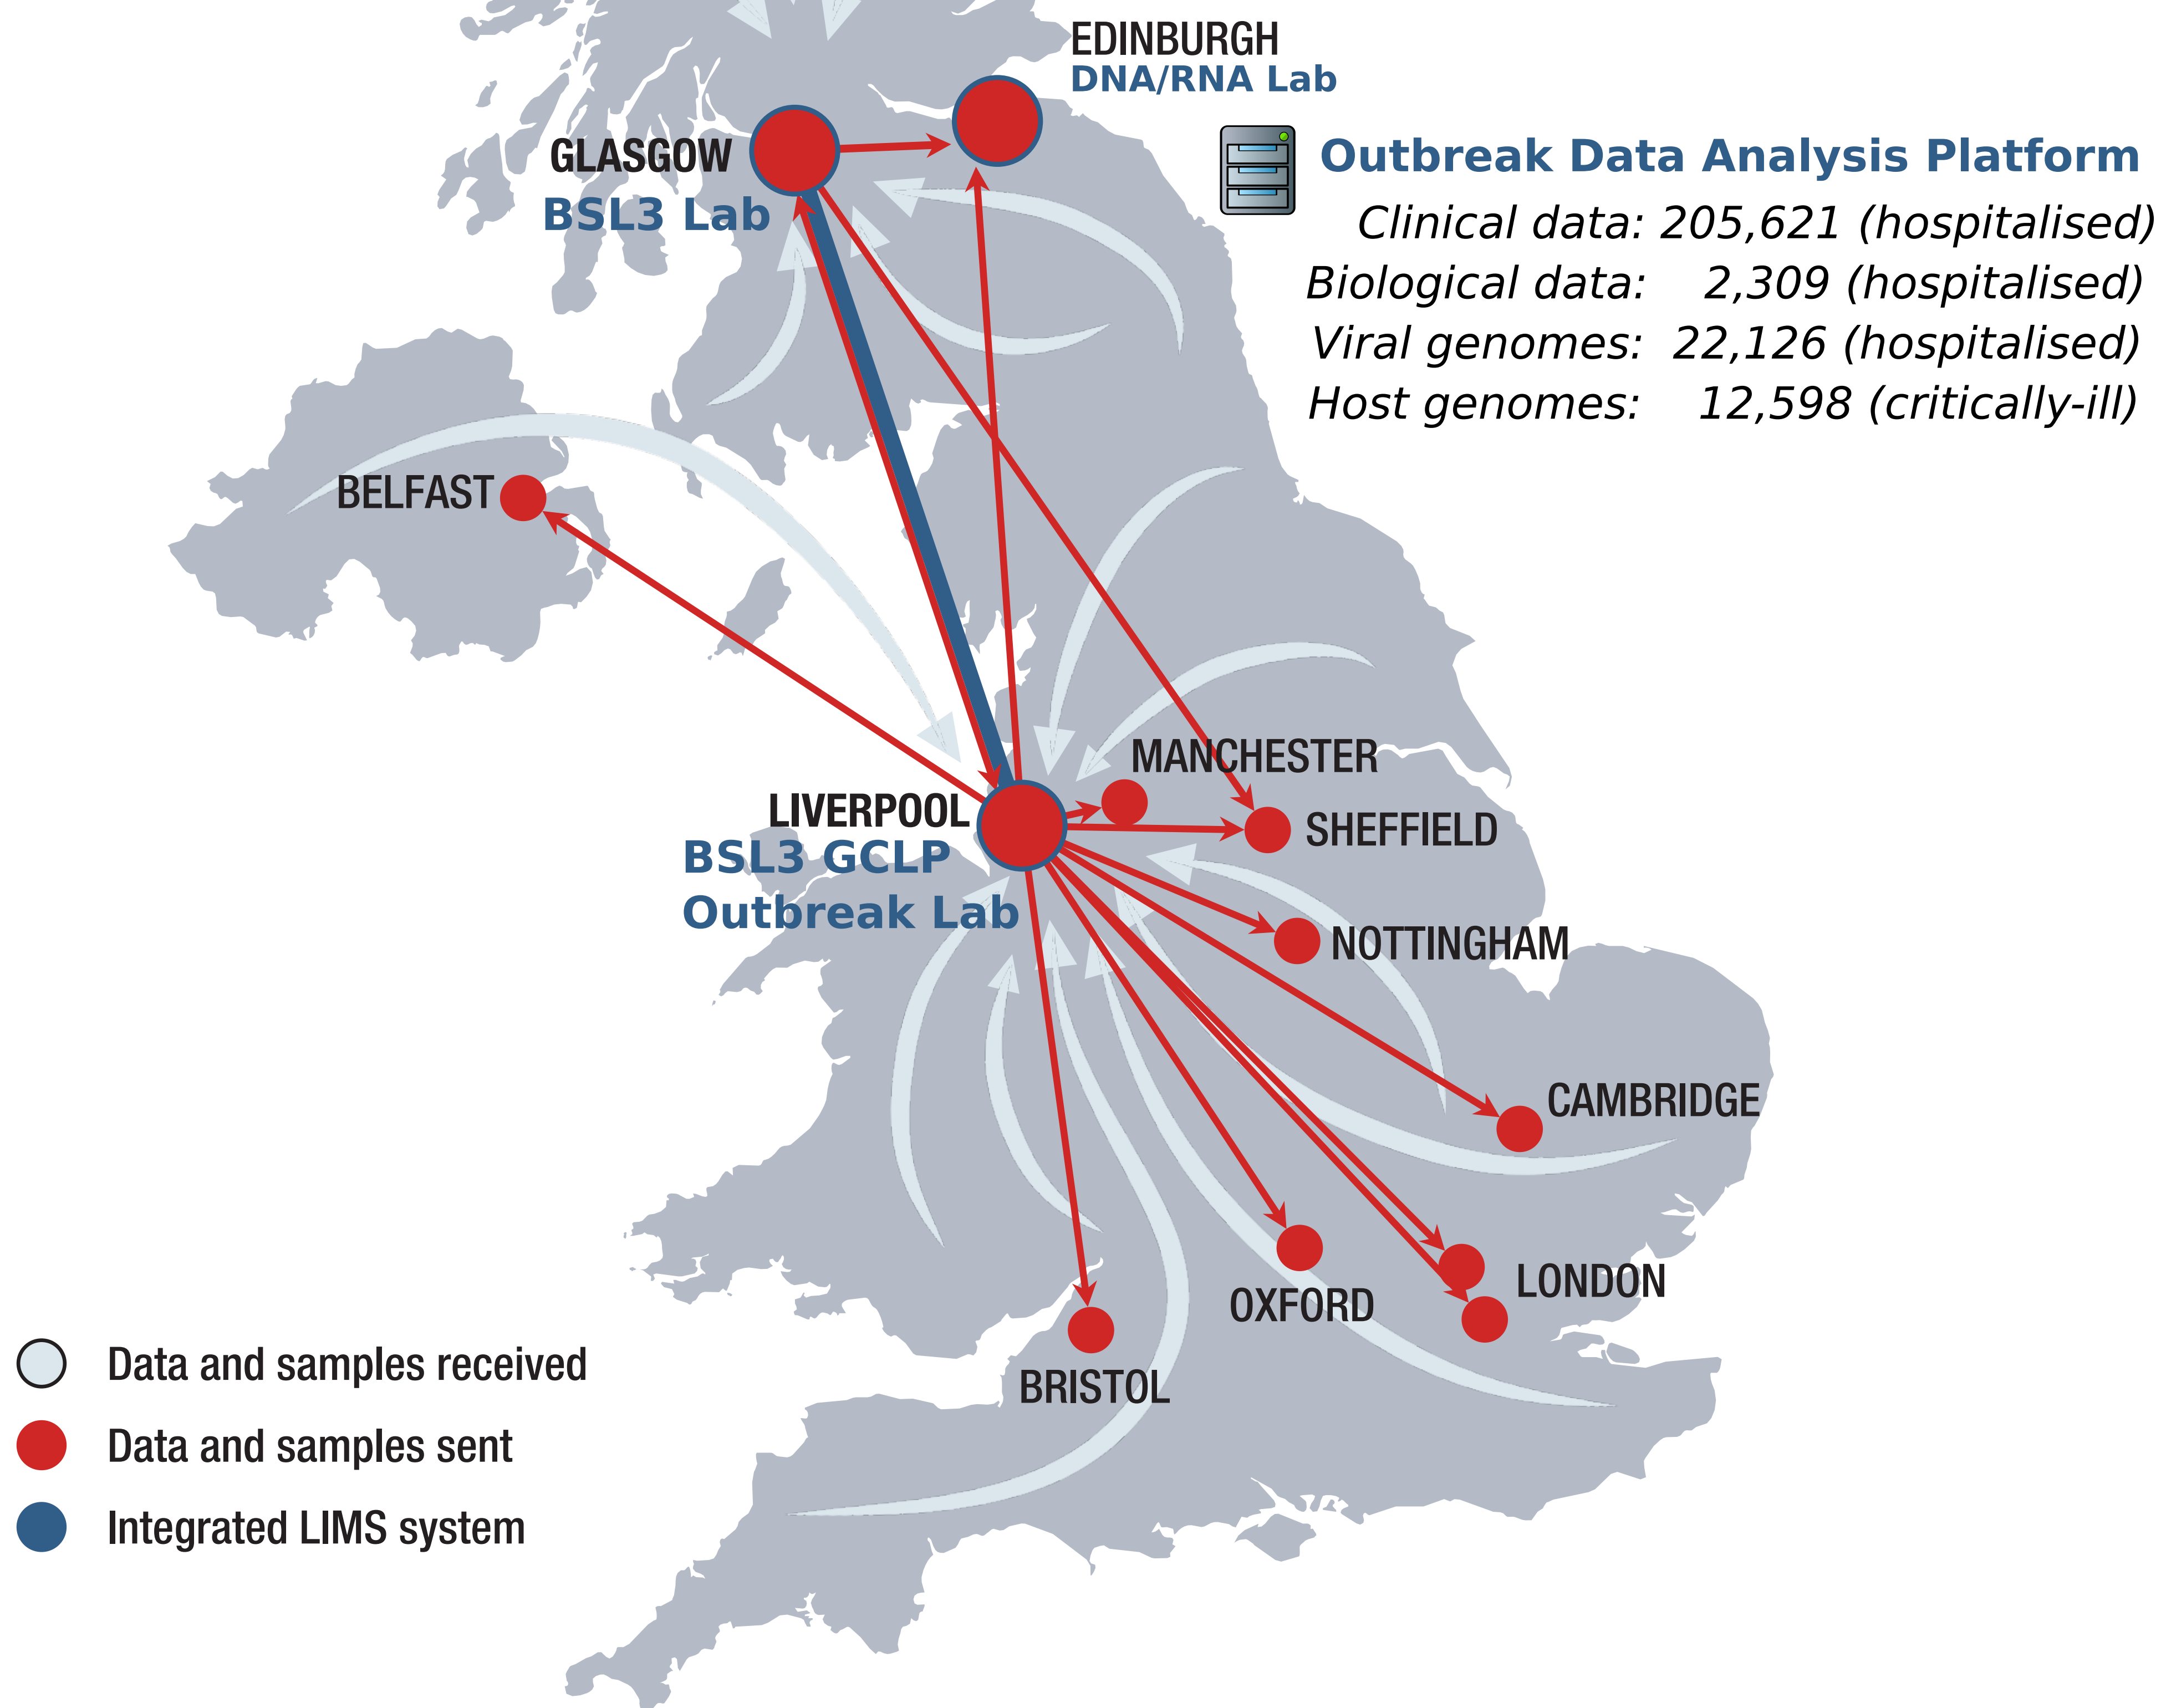 EDINBURGH
DNA/RNA Lab
GLASGOW
BSL3 Lab
Outbreak Data Analysis Platform
Clinical data: 205,621 (hospitalised)
Biological data: 2,309 (hospitalised)
Viral genomes: 22,126 (hospitalised)
Host genomes: 12,598 (critically-ill)
BELFAST
MANCHESTER
LIVERPOOL
BSL3 GCLP
Outbreak Lab
SHEFFIELD
NOTTINGHAM
CAMBRIDGE
LONDON
OXFORD
BRISTOL
Data and samples received
Data and samples sent
Integrated LIMS system